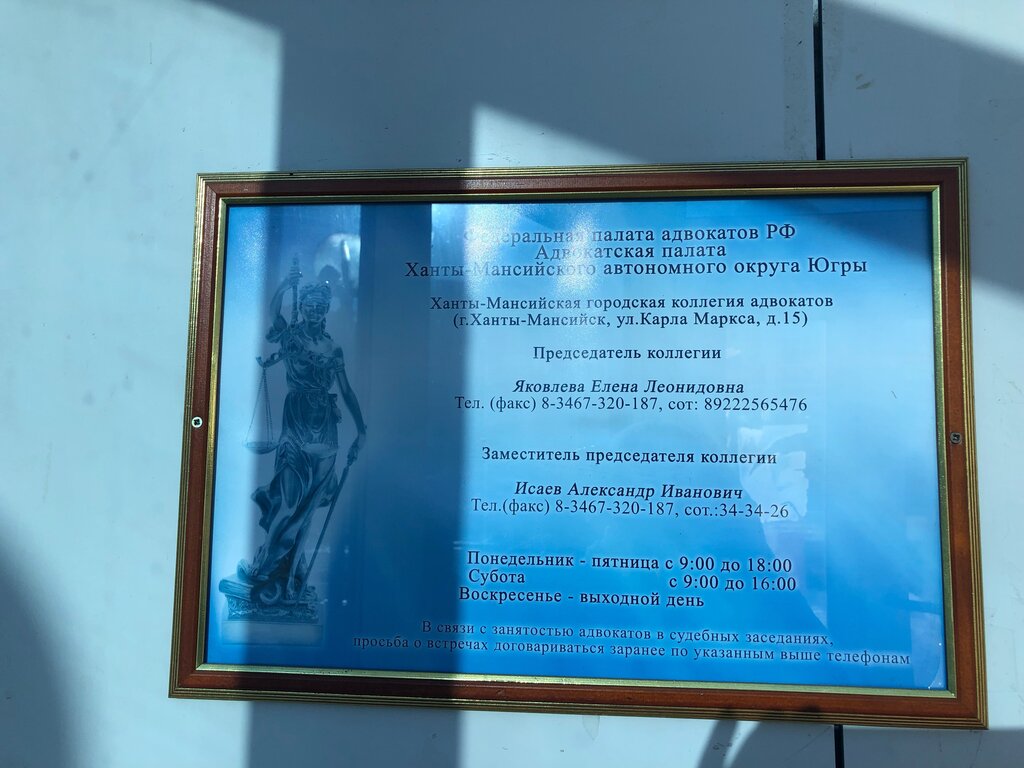 Федеральная палата адвокатов РФ
Адвокатская палата
Ханты-Мансийского автономного округа Югры
Ханты-Мансийская городская коллегия адвокатов
(г.Ханты-Мансийск, ул.Карла Маркса, д.15)
Председатель коллегии
Яковлева Елена Леонидовна
Тел. (факс) 8-3467-320-187, сот: 89222565476
Заместитель председателя коллегии
Исаев Александр Иванович
Тел.(факс) 8-3467-320-187, сот.:34-34-26
Понедельник - пятница с 9:00 до 18:00
Субота с 9:00 до 16:00
Воскресенье - выходной день
В связи с занятостью адвокатов в судебных заседаниях,
просьба о встречах договариваться заранее по указанным выше телефонам